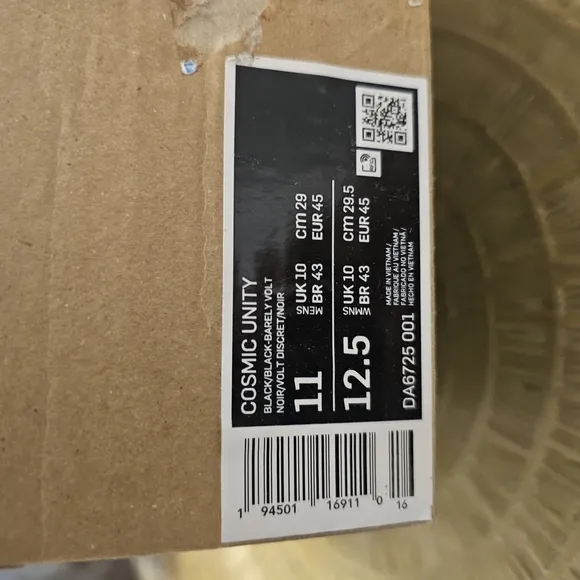 COSMIC UNITY
BLACK/BLACK-BARELY VOLT
NOIR/VOLT DISCRET/NOIR
11 MENS UK 10 cm 29
BR 43 EUR 45
12.5 WMNS UK 10 cm 29.5
BR 43 EUR 45
DA6725 001
MADE IN VIETNAM /
FABRIQUE AU VIETNAM /
FABRICADO NO VIETNÃ /
HECHO EN VIETNAM
1 94501 16911 0 16